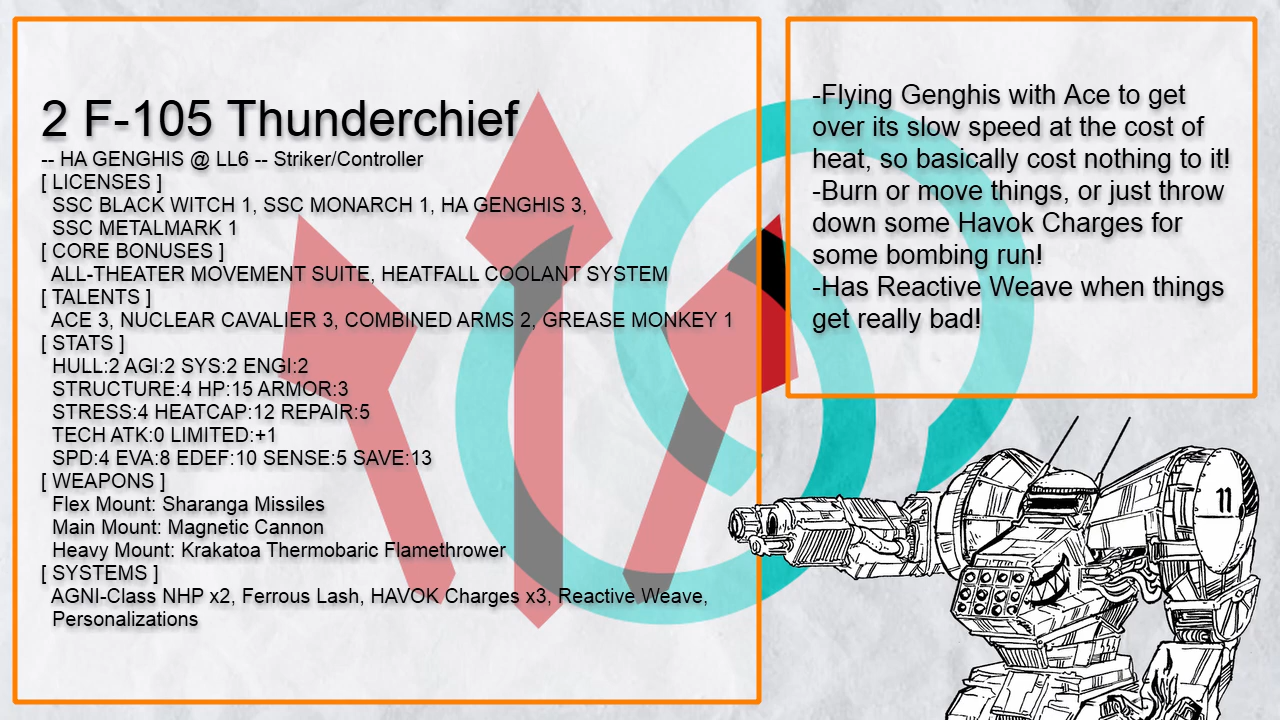 2 F-105 Thunderchief
-- HA GENGHIS @ LL6 -- Striker/Controller
[ LICENSES ]
SSC BLACK WITCH 1, SSC MONARCH 1, HA GENGHIS 3,
SSC METALMARK 1
[ CORE BONUSES ]
ALL-THEATER MOVEMENT SUITE, HEATFALL COOLANT SYSTEM
[ TALENTS ]
ACE 3, NUCLEAR CAVALIER 3, COMBINED ARMS 2, GREASE MONKEY 1
[ STATS ]
HULL:2 AGI:2 SYS:2 ENGI:2
STRUCTURE:4 HP:15 ARMOR:3
STRESS:4 HEATCAP:12 REPAIR:5
TECH ATK:0 LIMITED:+1
SPD:4 EVA:8 EDEF:10 SENSE:5 SAVE:13
[ WEAPONS ]
Flex Mount: Sharanga Missiles
Main Mount: Magnetic Cannon
Heavy Mount: Krakatoa Thermobaric Flamethrower
[ SYSTEMS ]
AGNI-Class NHP x2, Ferrous Lash, HAVOK Charges x3, Reactive Weave,
Personalizations
-Flying Genghis with Ace to get
over its slow speed at the cost of
heat, so basically cost nothing to it!
-Burn or move things, or just throw
down some Havok Charges for
some bombing run!
-Has Reactive Weave when things
get really bad!
11